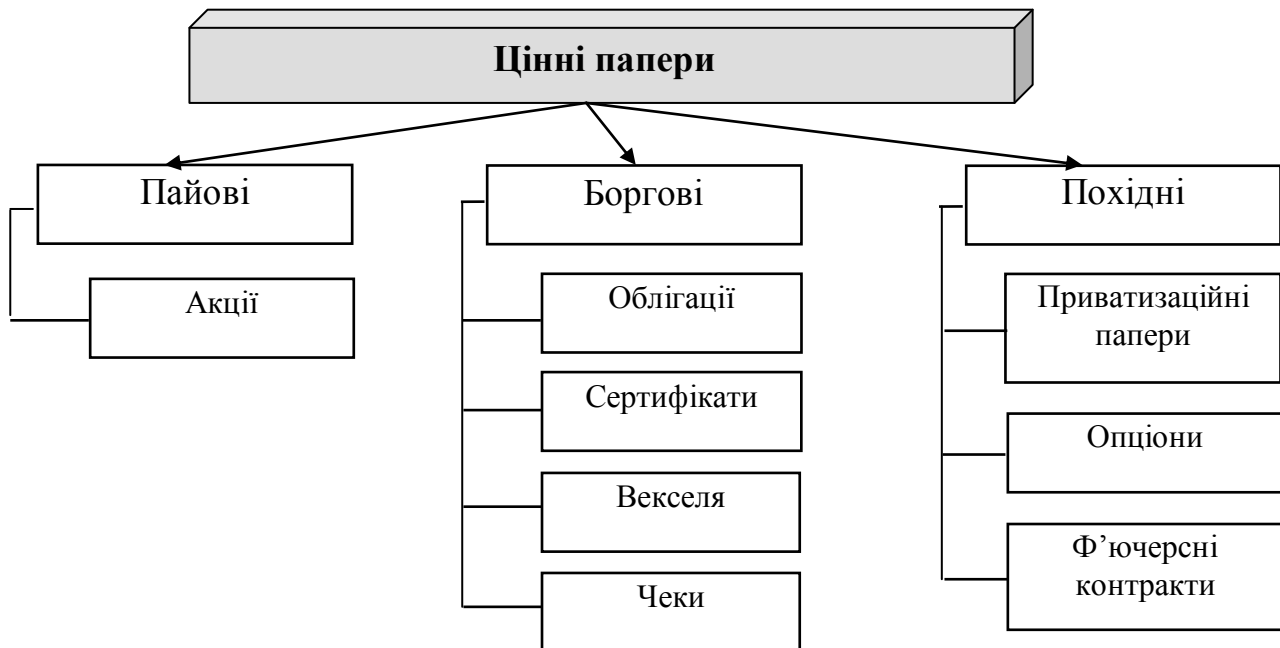 Цінні папери
Пайові
Акції
Боргові
Облігації
Сертифікати
Векселя
Чеки
Похідні
Приватизаційні
папери
Опціони
Ф’ючерсні
контракти